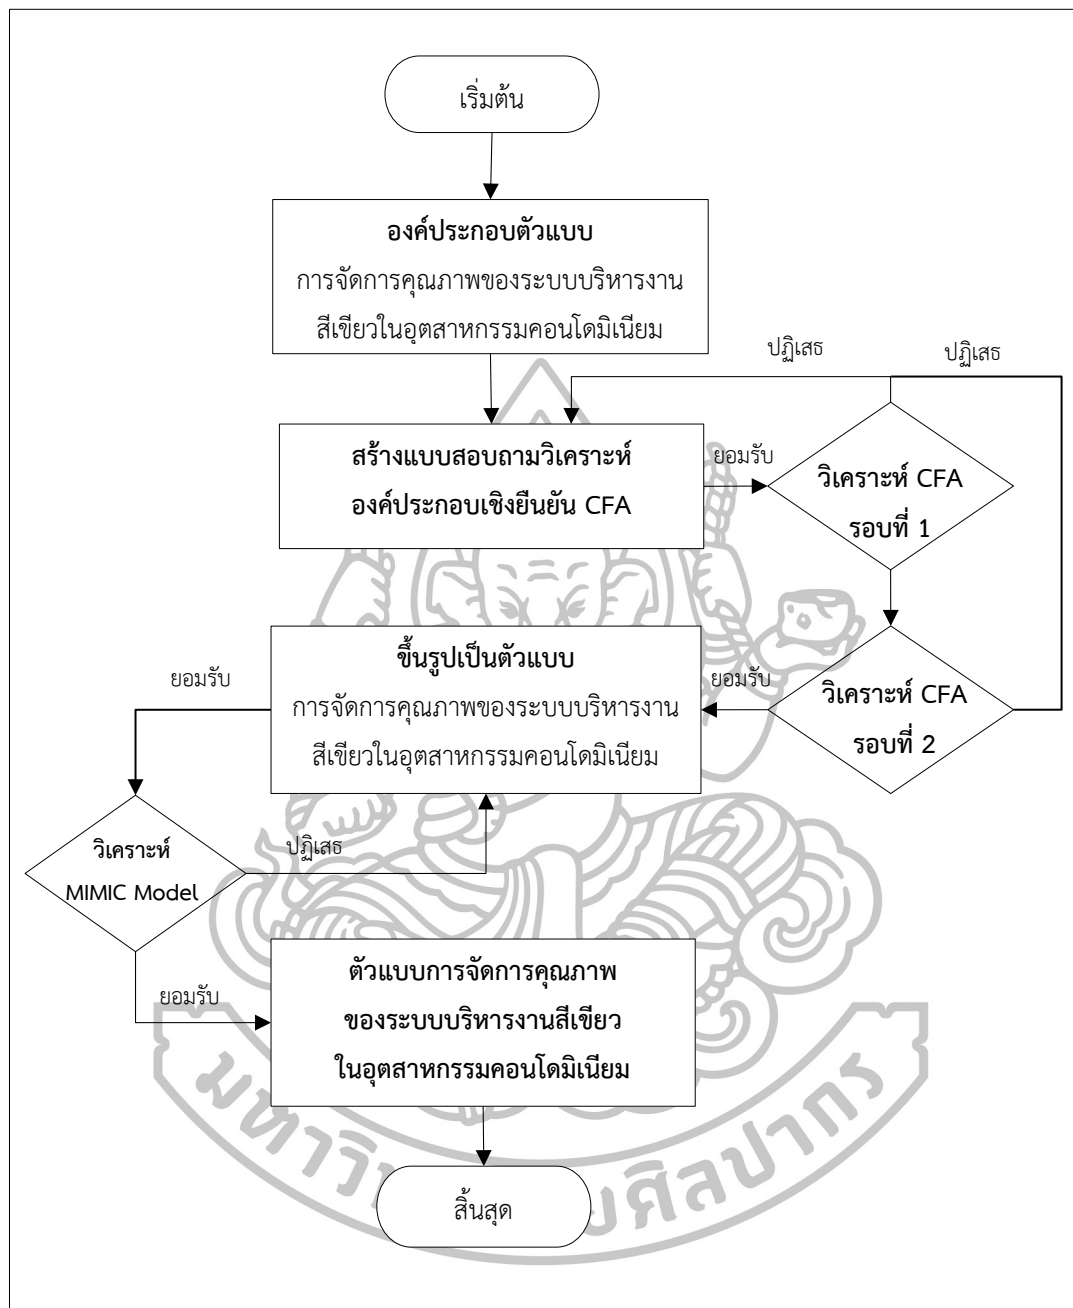 เริ่มต้น
องค์ประกอบตัวแบบ
การจัดการคุณภาพของระบบบริหารงาน
สีเขียวในอุตสาหกรรมคอนโดมิเนียม
ปฏิเสธ
ปฏิเสธ
สร้างแบบสอบถามวิเคราะห์
องค์ประกอบเชิงยืนยัน CFA
ยอมรับ
วิเคราะห์ CFA
รอบที่ 1
ยอมรับ
ขึ้นรูปเป็นตัวแบบ
การจัดการคุณภาพของระบบบริหารงาน
สีเขียวในอุตสาหกรรมคอนโดมิเนียม
ยอมรับ
วิเคราะห์ CFA
รอบที่ 2
วิเคราะห์
MIMIC Model
ปฏิเสธ
ยอมรับ
ตัวแบบการจัดการคุณภาพ
ของระบบบริหารงานสีเขียว
ในอุตสาหกรรมคอนโดมิเนียม
สิ้นสุด